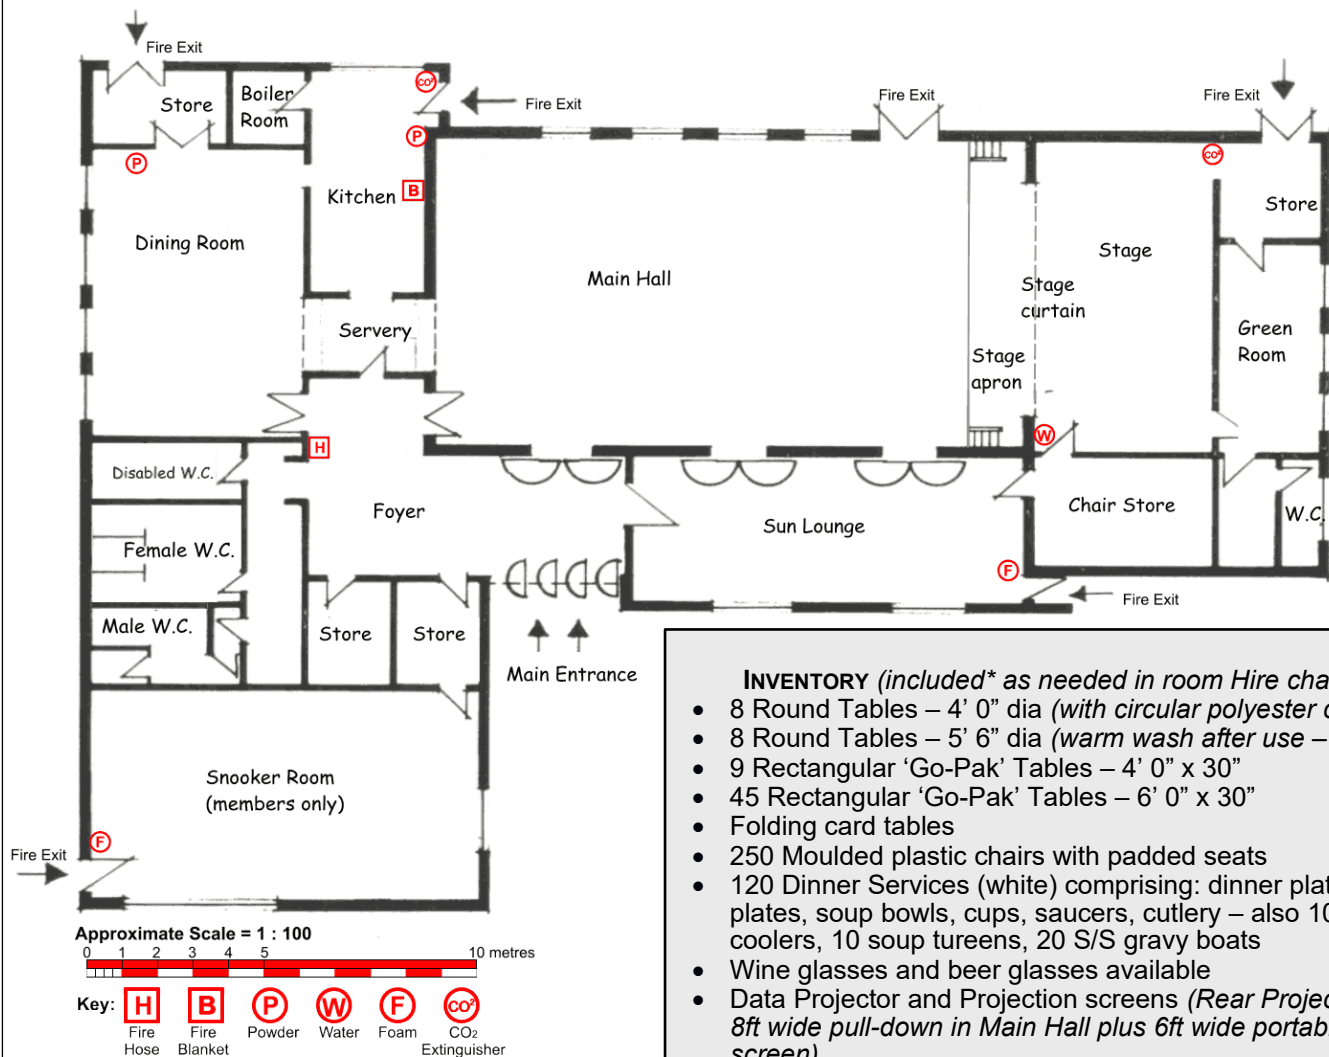 Fire Exit
Fire Exit
Fire Exit
Fire Exit
Store
Boiler
Room
CO²
P
P
CO²
Kitchen
B
Store
Dining Room
Main Hall
Stage
Stage
curtain
Servery
Green
Room
Stage
apron
H
W
Disabled W.C.
Foyer
Sun Lounge
Chair Store
W.C.
Female W.C.
F
Fire Exit
Male W.C.
Store
Store
Main Entrance
Snooker Room
(members only)
F
Fire Exit
Approximate Scale = 1 : 100
0 1 2 3 4 5 10 metres
Key: H B P W F CO²
Fire Hose
Fire Blanket
Powder
Water
Foam
CO₂ Extinguisher
INVENTORY (included* as needed in room Hire cha
• 8 Round Tables – 4’ 0” dia (with circular polyester
• 8 Round Tables – 5’ 6” dia (warm wash after use –
• 9 Rectangular ‘Go-Pak’ Tables – 4’ 0” x 30”
• 45 Rectangular ‘Go-Pak’ Tables – 6’ 0” x 30”
• Folding card tables
• 250 Moulded plastic chairs with padded seats
• 120 Dinner Services (white) comprising: dinner plat
plates, soup bowls, cups, saucers, cutlery – also 10
coolers, 10 soup tureens, 20 S/S gravy boats
• Wine glasses and beer glasses available
• Data Projector and Projection screens (Rear Projec
8ft wide pull-down in Main Hall plus 6ft wide portab
screen)